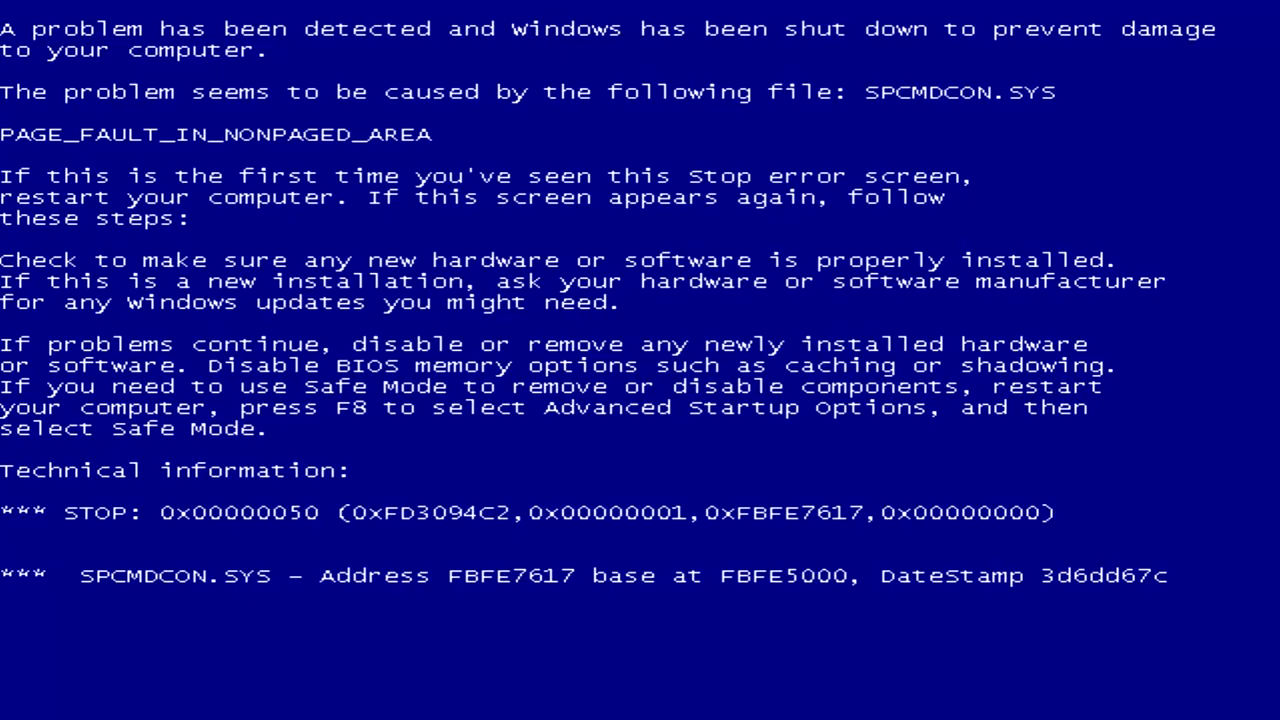 A problem has been detected and Windows has been shut down to prevent damage
to your computer.
The problem seems to be caused by the following file: SPCMDCON.SYS
PAGE_FAULT_IN_NONPAGED_AREA
If this is the first time you've seen this Stop error screen,
restart your computer. If this screen appears again, follow
these steps:
Check to make sure any new hardware or software is properly installed.
If this is a new installation, ask your hardware or software manufacturer
for any Windows updates you might need.
If problems continue, disable or remove any newly installed hardware
or software. Disable BIOS memory options such as caching or shadowing.
If you need to use Safe Mode to remove or disable components, restart
your computer, press F8 to select Advanced Startup Options, and then
select Safe Mode.
Technical information:
*** STOP: 0x00000050 (0xFD3094C2,0x00000001,0xFBFE7617,0x00000000)
***  SPCMDCON.SYS – Address FBFE7617 base at FBFE5000, DateStamp 3d6dd67c